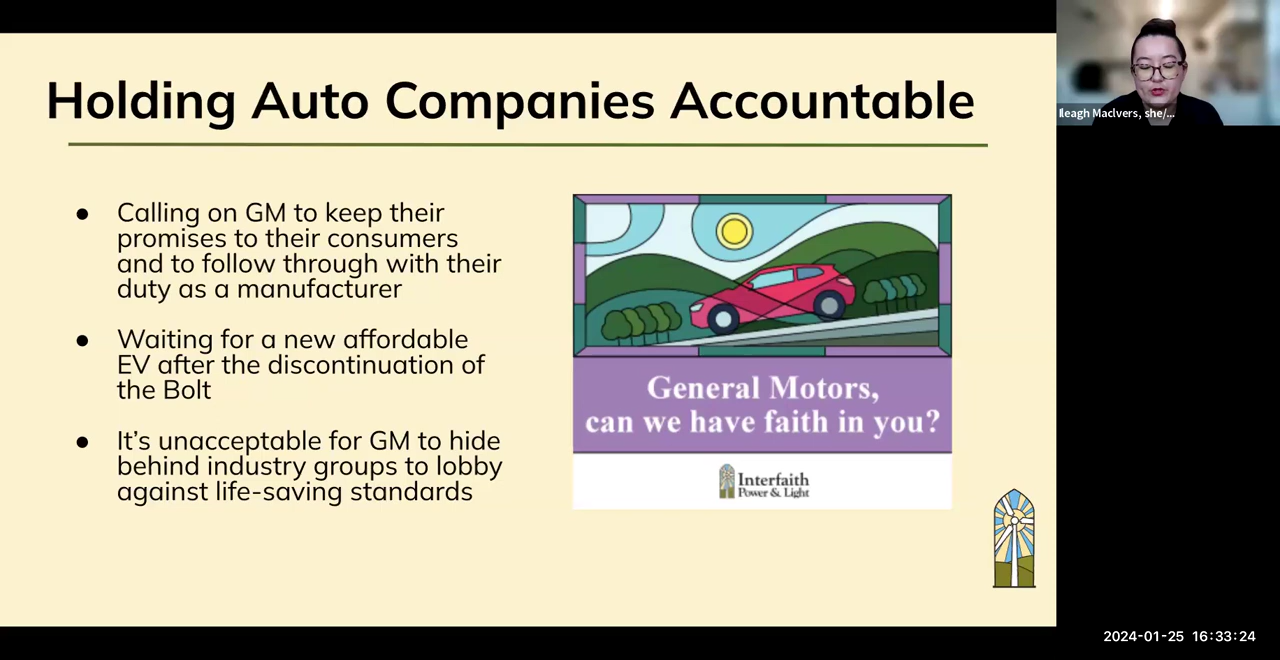 Holding Auto Companies Accountable
● Calling on GM to keep their
promises to their consumers
and to follow through with their
duty as a manufacturer
● Waiting for a new affordable
EV after the discontinuation of
the Bolt
● It’s unacceptable for GM to hide
behind industry groups to lobby
against life-saving standards
General Motors,
can we have faith in you?
Interfaith
Power & Light
Ileagh MacIvers, she/...
2024-01-25 16:33:24